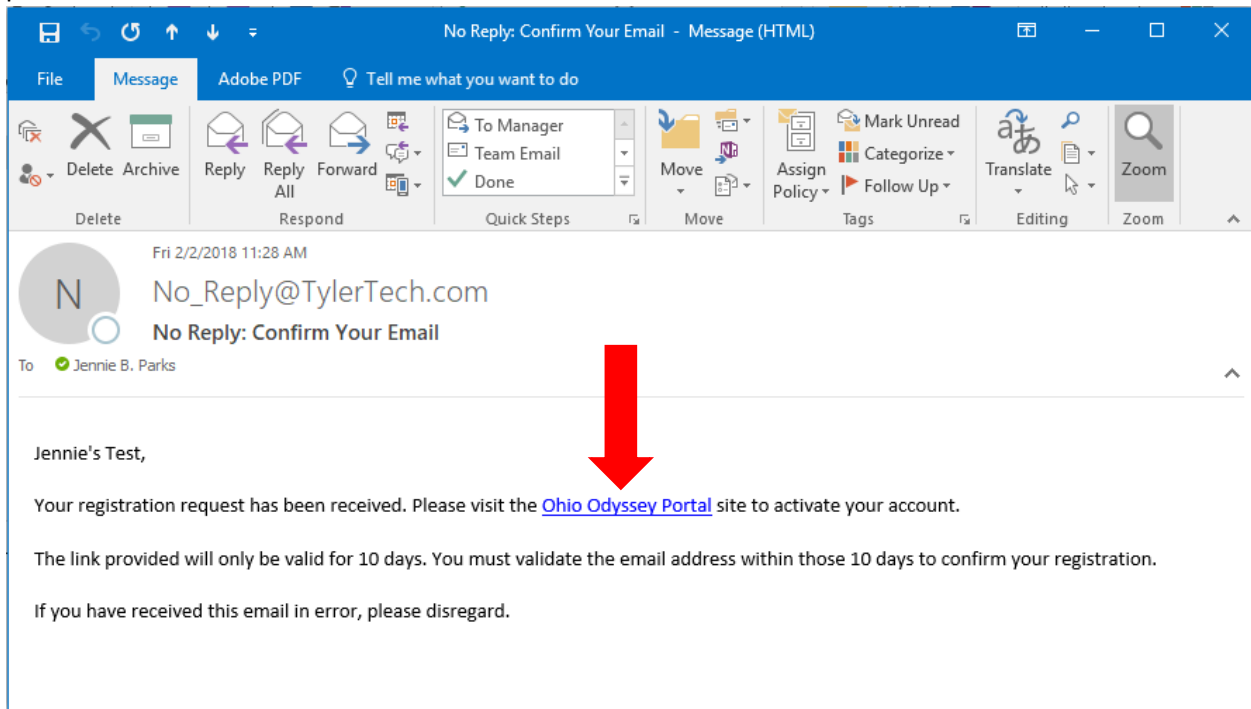 No Reply: Confirm Your Email - Message (HTML)
File Message Adobe PDF Tell me what you want to do
Delete Archive Reply Reply All Forward
To Manager
Team Email
Done
Move Assign Policy
Mark Unread
Categorize
Follow Up
Translate Zoom
Delete Respond Quick Steps Move Tags Editing Zoom
Fri 2/2/2018 11:28 AM
N
No_Reply@TylerTech.com
No Reply: Confirm Your Email
To Jennie B. Parks
Jennie's Test,
Your registration request has been received. Please visit the Ohio Odyssey Portal site to activate your account.
The link provided will only be valid for 10 days. You must validate the email address within those 10 days to confirm your registration.
If you have received this email in error, please disregard.